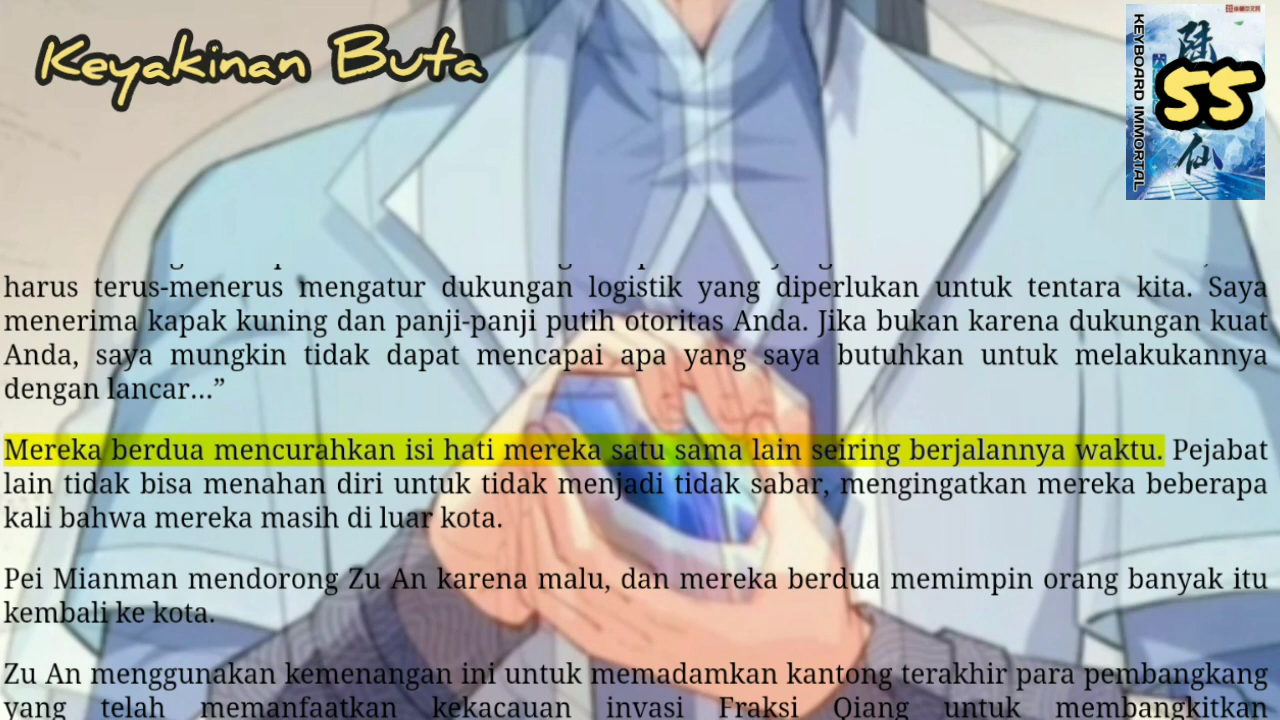 Keyakinan Buta
55
KEYBOARD IMMORTAL
陆
仙
harus terus-menerus mengatur dukungan logistik yang diperlukan untuk tentara kita. Saya
menerima kapak kuning dan panji-panji putih otoritas Anda. Jika bukan karena dukungan kuat
Anda, saya mungkin tidak dapat mencapai apa yang saya butuhkan untuk melakukannya
dengan lancar…”
Mereka berdua mencurahkan isi hati mereka satu sama lain seiring berjalannya waktu. Pejabat
lain tidak bisa menahan diri untuk tidak menjadi tidak sabar, mengingatkan mereka beberapa
kali bahwa mereka masih di luar kota.
Pei Mianman mendorong Zu An karena malu, dan mereka berdua memimpin orang banyak itu
kembali ke kota.
Zu An menggunakan kemenangan ini untuk memadamkan kantong terakhir para pembangkang
yang telah memanfaatkan kekacauan invasi Fraksi Qiang untuk membangkitkan